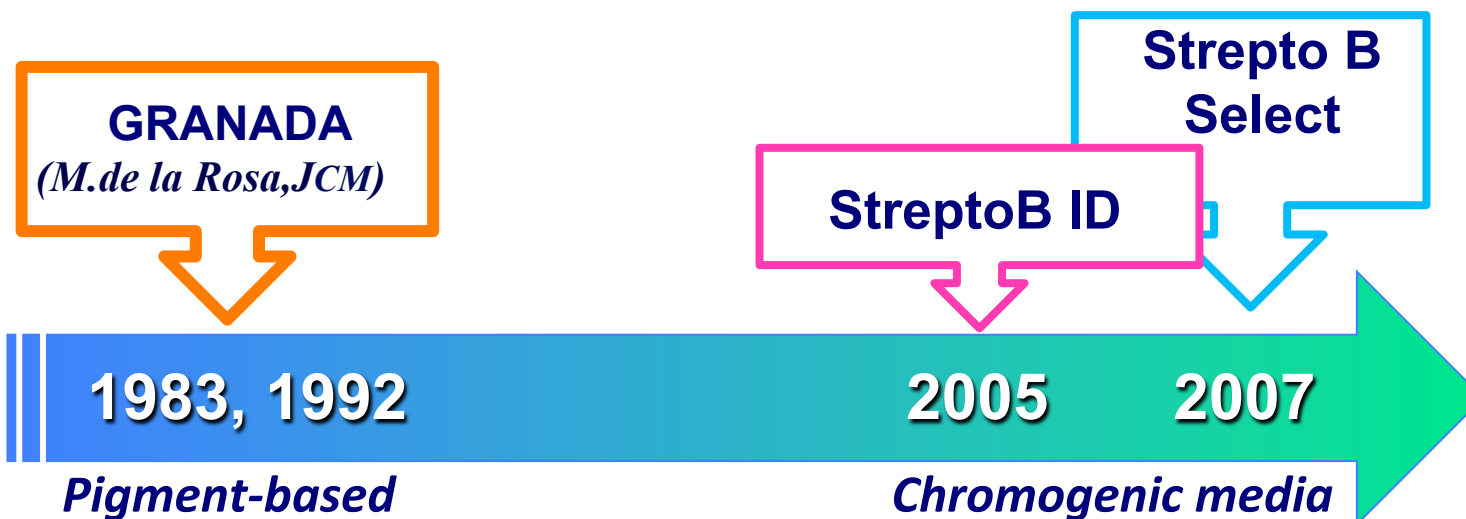 GRANADA
(M.de la Rosa,JCM)
Strepto B
Select
StreptoB ID
1983, 1992
2005
2007
Pigment-based
Chromogenic media